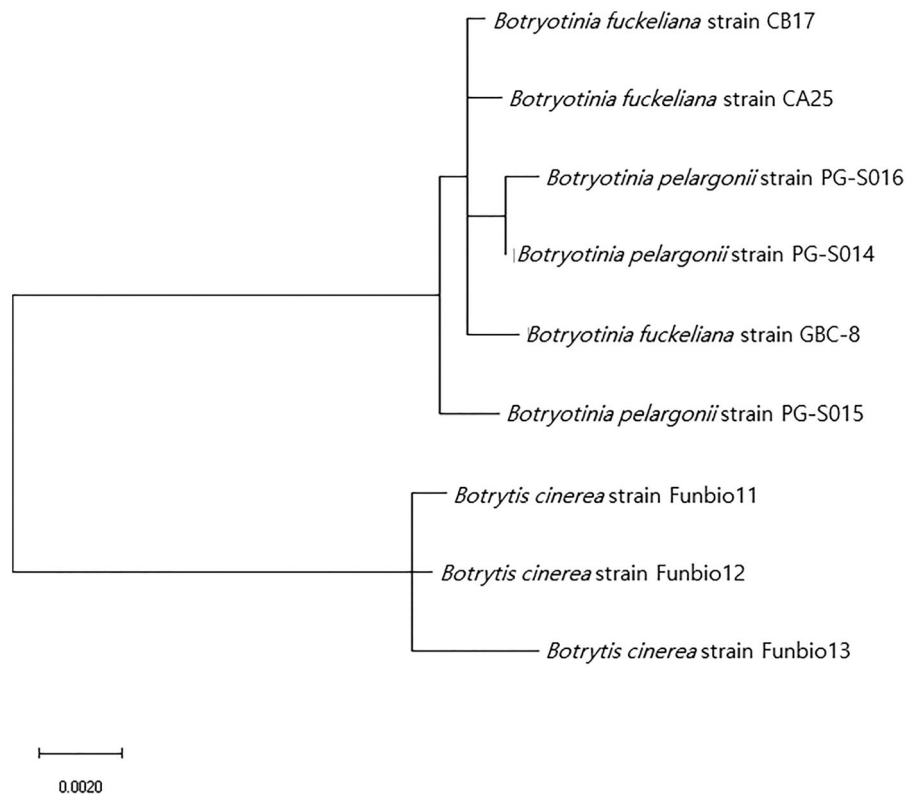 Botryotinia fuckeliana strain CB17
Botryotinia fuckeliana strain CA25
Botryotinia pelargonii strain PG-S016
Botryotinia pelargonii strain PG-S014
Botryotinia fuckeliana strain GBC-8
Botryotinia pelargonii strain PG-S015
Botrytis cinerea strain Funbio11
Botrytis cinerea strain Funbio12
Botrytis cinerea strain Funbio13
0.0020